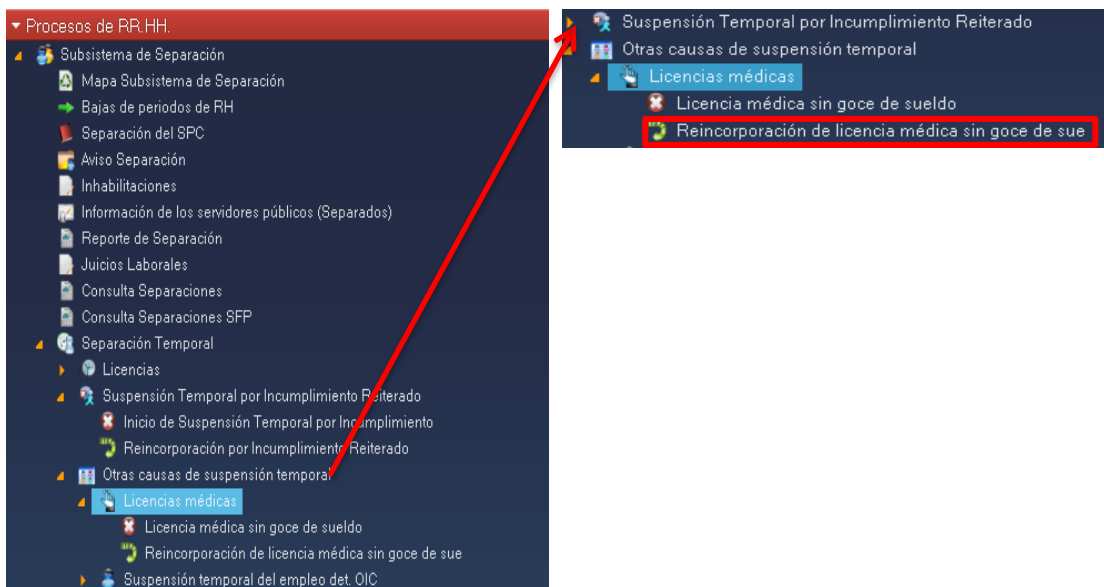 Procesos de RR.HH.
Subsistema de Separación
Mapa Subsistema de Separación
Bajas de periodos de RH
Separación del SPC
Aviso Separación
Inhabilitaciones
Información de los servidores públicos (Separados)
Reporte de Separación
Juicios Laborales
Consulta Separaciones
Consulta Separaciones SFP
Separación Temporal
Licencias
Suspensión Temporal por Incumplimiento Reiterado
Inicio de Suspensión Temporal por Incumplimiento
Reincorporación por Incumplimiento Reiterado
Otras causas de suspensión temporal
Licencias médicas
Licencia médica sin goce de sueldo
Reincorporación de licencia médica sin goce de sue
Suspensión temporal del empleo det. OIC
Suspensión Temporal por Incumplimiento Reiterado
Otras causas de suspensión temporal
Licencias médicas
Licencia médica sin goce de sueldo
Reincorporación de licencia médica sin goce de sue